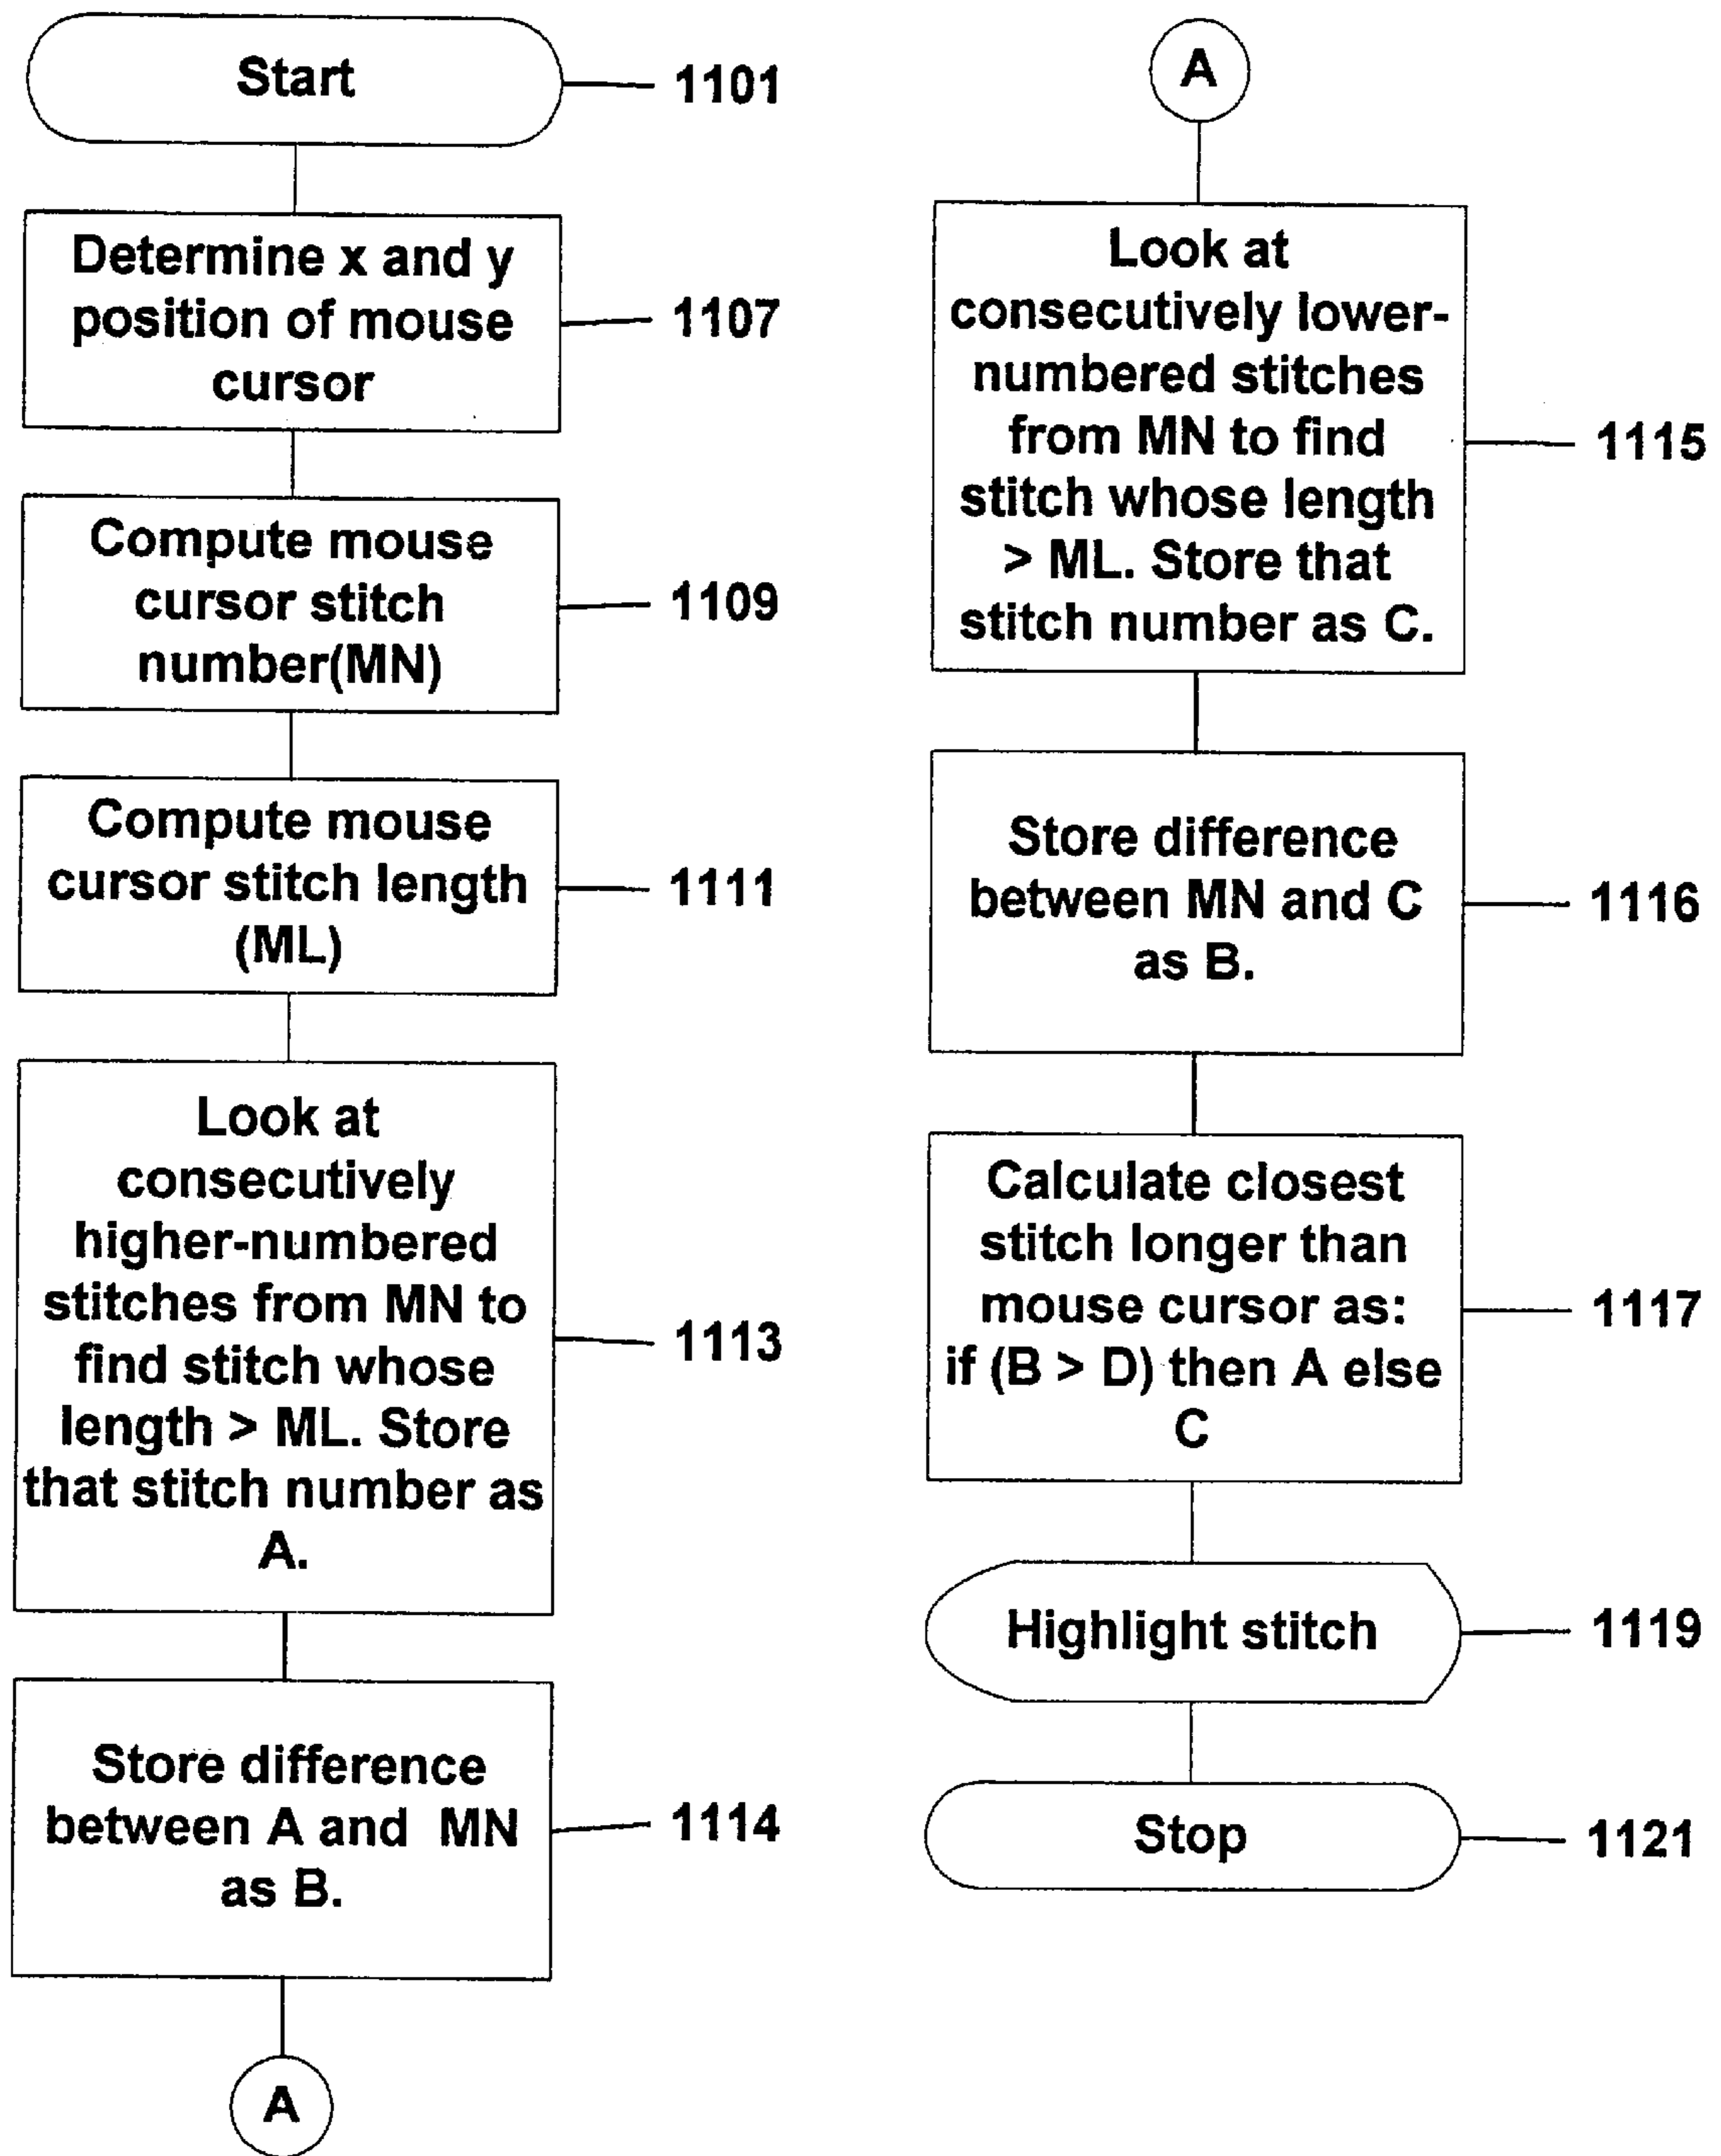 Start
1101
Determine x and y
position of mouse
cursor
1107
Compute mouse
cursor stitch
number(MN)
1109
Compute mouse
cursor stitch length
(ML)
1111
Look at
consecutively
higher-numbered
stitches from MN to
find stitch whose
length > ML. Store
that stitch number as
A.
1113
Store difference
between A and MN
as B.
1114
A
A
Look at
consecutively lower-
numbered stitches
from MN to find
stitch whose length
> ML. Store that
stitch number as C.
1115
Store difference
between MN and C
as B.
1116
Calculate closest
stitch longer than
mouse cursor as:
if (B > D) then A else
C
1117
Highlight stitch
1119
Stop
1121